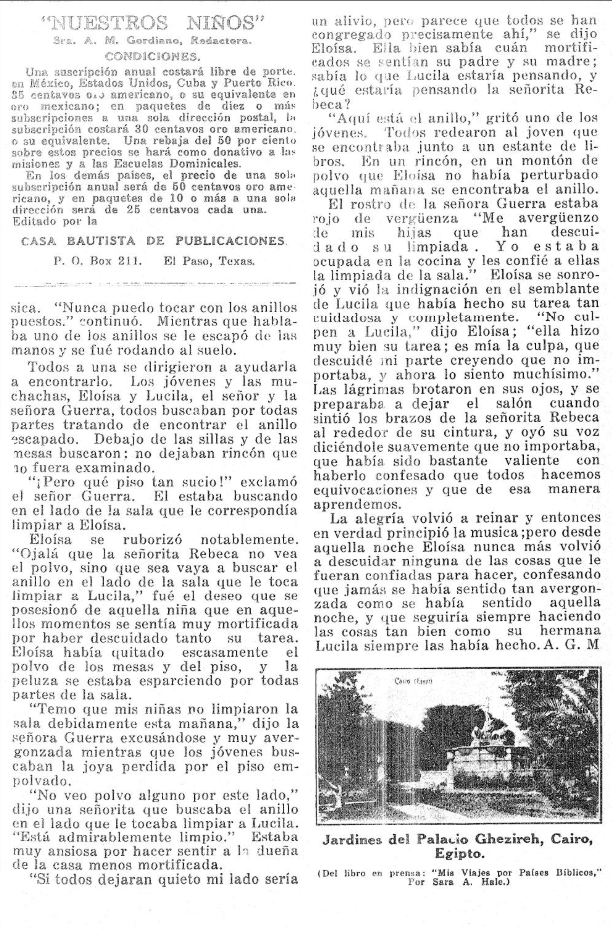 "NUESTROS NIÑOS"
Sra. A. M. Gordiano, Redactora.
CONDICIONES.
Una suscripción anual costará libre de porte.
en México, Estados Unidos, Cuba y Puerto Rico.
35 centavos oro americano, o su equivalente en
oro mexicano; en paquetes de diez o más
subscripciones a una sola dirección postal, la
subscripción costará 30 centavos oro americano.
o su equivalente. Una rebaja del 50 por ciento
sobre estos precios se hará como donativo a las
misiones y a las Escuelas Dominicales.
En los demás países, el precio de una sola
subscripción anual será de 50 centavos oro ame-
ricano, y en paquetes de 10 o más a una sola
dirección será de 25 centavos cada una.
Editado por la
CASA BAUTISTA DE PUBLICACIONES.
P. O. Box 211. El Paso, Texas.
sica. "Nunca puedo tocar con los anillos
puestos." continuó. Mientras que habla-
ba uno de los anillos se le escapó de las
manos y se fué rodando al suelo.
Todos a una se dirigieron a ayudarla
a encontrarlo. Los jóvenes y las mu-
chachas, Eloísa y Lucila, el señor y la
señora Guerra, todos buscaban por todas
partes tratando de encontrar el anillo
escapado. Debajo de las sillas y de las
mesas buscaron; no dejaban rincón que
no fuera examinado.
"¡Pero qué piso tan sucio!" exclamó
el señor Guerra. El estaba buscando
en el lado de la sala que le correspondía
limpiar a Eloísa.
Eloísa se ruborizó notablemente.
"Ojalá que la señorita Rebeca no vea
el polvo, sino que sea vaya a buscar el
anillo en el lado de la sala que le toca
limpiar a Lucila," fué el deseo que se
posesionó de aquella niña que en aque-
llos momentos se sentía muy mortificada
por haber descuidado tanto su tarea.
Eloísa había quitado escasamente el
polvo de los mesas y del piso, y la
peluza se estaba esparciendo por todas
partes de la sala.
"Temo que mis niñas no limpiaron la
sala debidamente esta mañana," dijo la
señora Guerra excusándose y muy aver-
gonzada mientras que los jóvenes bus-
caban la joya perdida por el piso em-
polvado.
"No veo polvo alguno por este lado,"
dijo una señorita que buscaba el anillo
en el lado que le tocaba limpiar a Lucila.
"Está admirablemente limpio." Estaba
muy ansiosa por hacer sentir a la dueña
de la casa menos mortificada.
"Si todos dejaran quieto mi lado sería
un alivio, pero parece que todos se han
congregado precisamente ahí," se dijo
Eloísa. Ella bien sabía cuán mortifi-
cados se sentían su padre y su madre;
sabía lo que Lucila estaría pensando, y
¿qué estaría pensando la señorita Re-
beca?
"Aquí está el anillo," gritó uno de los
jóvenes. Todos redearon al joven que
se encontraba junto a un estante de li-
bros. En un rincón, en un montón de
polvo que Eloísa no había perturbado
aquella mañana se encontraba el anillo.
El rostro de la señora Guerra estaba
rojo de vergüenza "Me avergüenzo
de mis hijas que han descui-
dado su limpiada. Yo estaba
ocupada en la cocina y les confié a ellas
la limpiada de la sala." Eloísa se sonro-
jó y vió la indignación en el semblante
de Lucila que había hecho su tarea tan
cuidadosa y completamente. "No cul-
pen a Lucila," dijo Eloísa; "ella hizo
muy bien su tarea; es mía la culpa, que
descuidé mi parte creyendo que no im-
portaba, y ahora lo siento muchísimo."
Las lágrimas brotaron en sus ojos, y se
preparaba a dejar el salón cuando
sintió los brazos de la señorita Rebeca
al rededor de su cintura, y oyó su voz
diciéndole suavemente que no importaba,
que había sido bastante valiente con
haberlo confesado que todos hacemos
equivocaciones y que de esa manera
aprendemos.
La alegría volvió a reinar y entonces
en verdad principió la musica;pero desde
aquella noche Eloísa nunca más volvió
a descuidar ninguna de las cosas que le
fueran confiadas para hacer, confesando
que jamás se había sentido tan avergon-
zada como se había sentido aquella
noche, y que seguiría siempre haciendo
las cosas tan bien como su hermana
Lucila siempre las había hecho. A. G. M
Cairo (Egypt)
Jardines del Palacio Ghezireh, Cairo,
Egipto.
(Del libro en prensa: "Mis Viajes por Países Bíblicos,"
Por Sara A. Hale.)